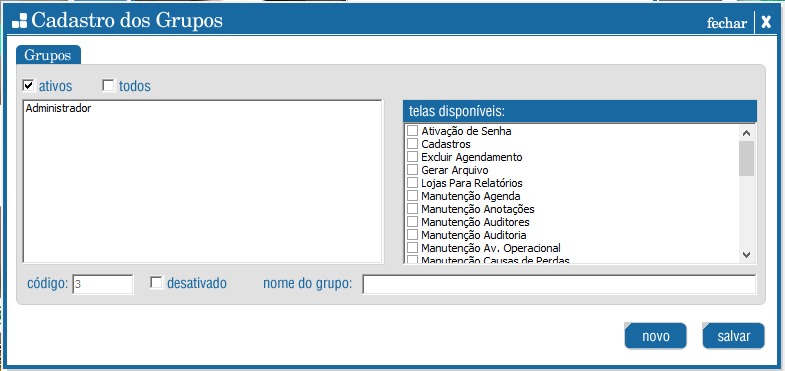 Cadastro dos Grupos
fechar X
Grupos
ativos todos
Administrador
telas disponíveis:
Ativação de Senha
Cadastros
Excluir Agendamento
Gerar Arquivo
Lojas Para Relatórios
Manutenção Agenda
Manutenção Anotações
Manutenção Auditores
Manutenção Auditoria
Manutenção Av. Operacional
Manutenção Causas de Perdas
código: 3 desativado nome do grupo:
novo salvar